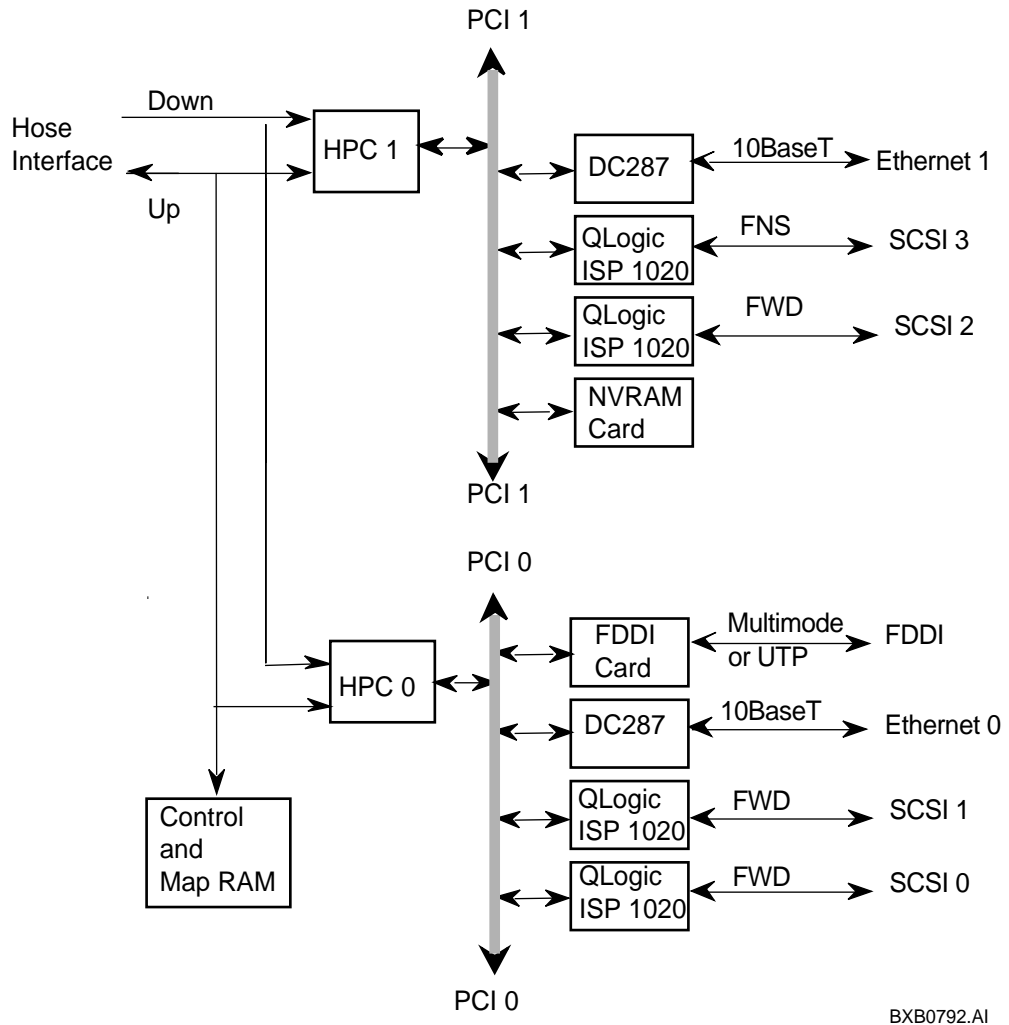 PCI 1
Down
Hose
Interface
Up
HPC 1
DC287
10BaseT
Ethernet 1
QLogic
ISP 1020
FNS
SCSI 3
QLogic
ISP 1020
FWD
SCSI 2
NVRAM
Card
PCI 1
PCI 0
HPC 0
FDDI
Card
Multimode
or UTP
FDDI
DC287
10BaseT
Ethernet 0
Control
and
Map RAM
QLogic
ISP 1020
FWD
SCSI 1
QLogic
ISP 1020
FWD
SCSI 0
PCI 0
BXB0792.AI